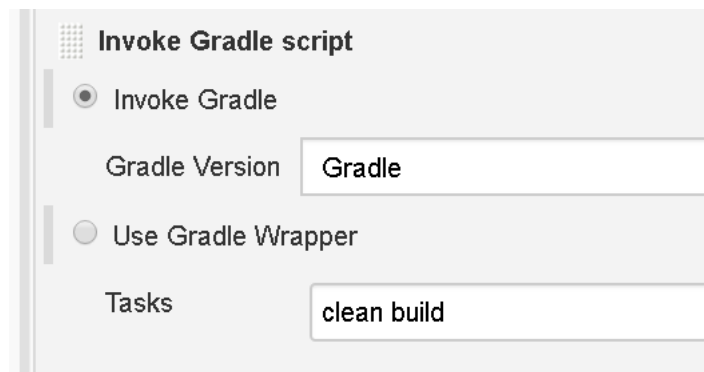 Invoke Gradle script
Invoke Gradle
Gradle Version Gradle
Use Gradle Wrapper
Tasks clean build